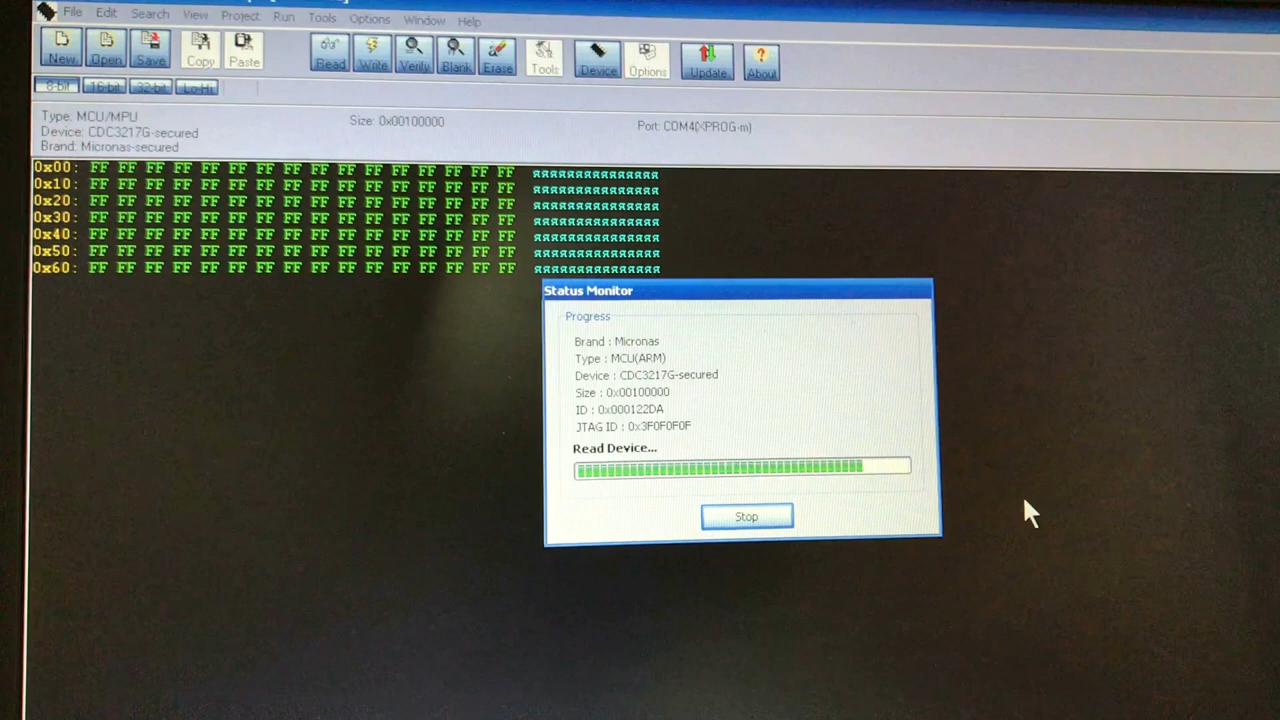 File Edit Search View Project Run Tools Options Window Help
New Open Save Copy Paste Read Write Verify Blank Erase Tools Device Options Update About
8-bit 16-bit 32-bit Lo-Hi
Type: MCU/MPU Size: 0x00100000 Port: COM4(XPROG-m)
Device: CDC3217G-secured
Brand: Micronas-secured
0x00: FF FF FF FF FF FF FF FF FF FF FF FF FF FF FF FF яяяяяяяяяяяяяяяя
0x10: FF FF FF FF FF FF FF FF FF FF FF FF FF FF FF FF яяяяяяяяяяяяяяяя
0x20: FF FF FF FF FF FF FF FF FF FF FF FF FF FF FF FF яяяяяяяяяяяяяяяя
0x30: FF FF FF FF FF FF FF FF FF FF FF FF FF FF FF FF яяяяяяяяяяяяяяяя
0x40: FF FF FF FF FF FF FF FF FF FF FF FF FF FF FF FF яяяяяяяяяяяяяяяя
0x50: FF FF FF FF FF FF FF FF FF FF FF FF FF FF FF FF яяяяяяяяяяяяяяяя
0x60: FF FF FF FF FF FF FF FF FF FF FF FF FF FF FF FF яяяяяяяяяяяяяяяя
Status Monitor
Progress
Brand : Micronas
Type : MCU(ARM)
Device : CDC3217G-secured
Size : 0x00100000
ID : 0x000122DA
JTAG ID : 0x3F0F0F0F
Read Device...
Stop